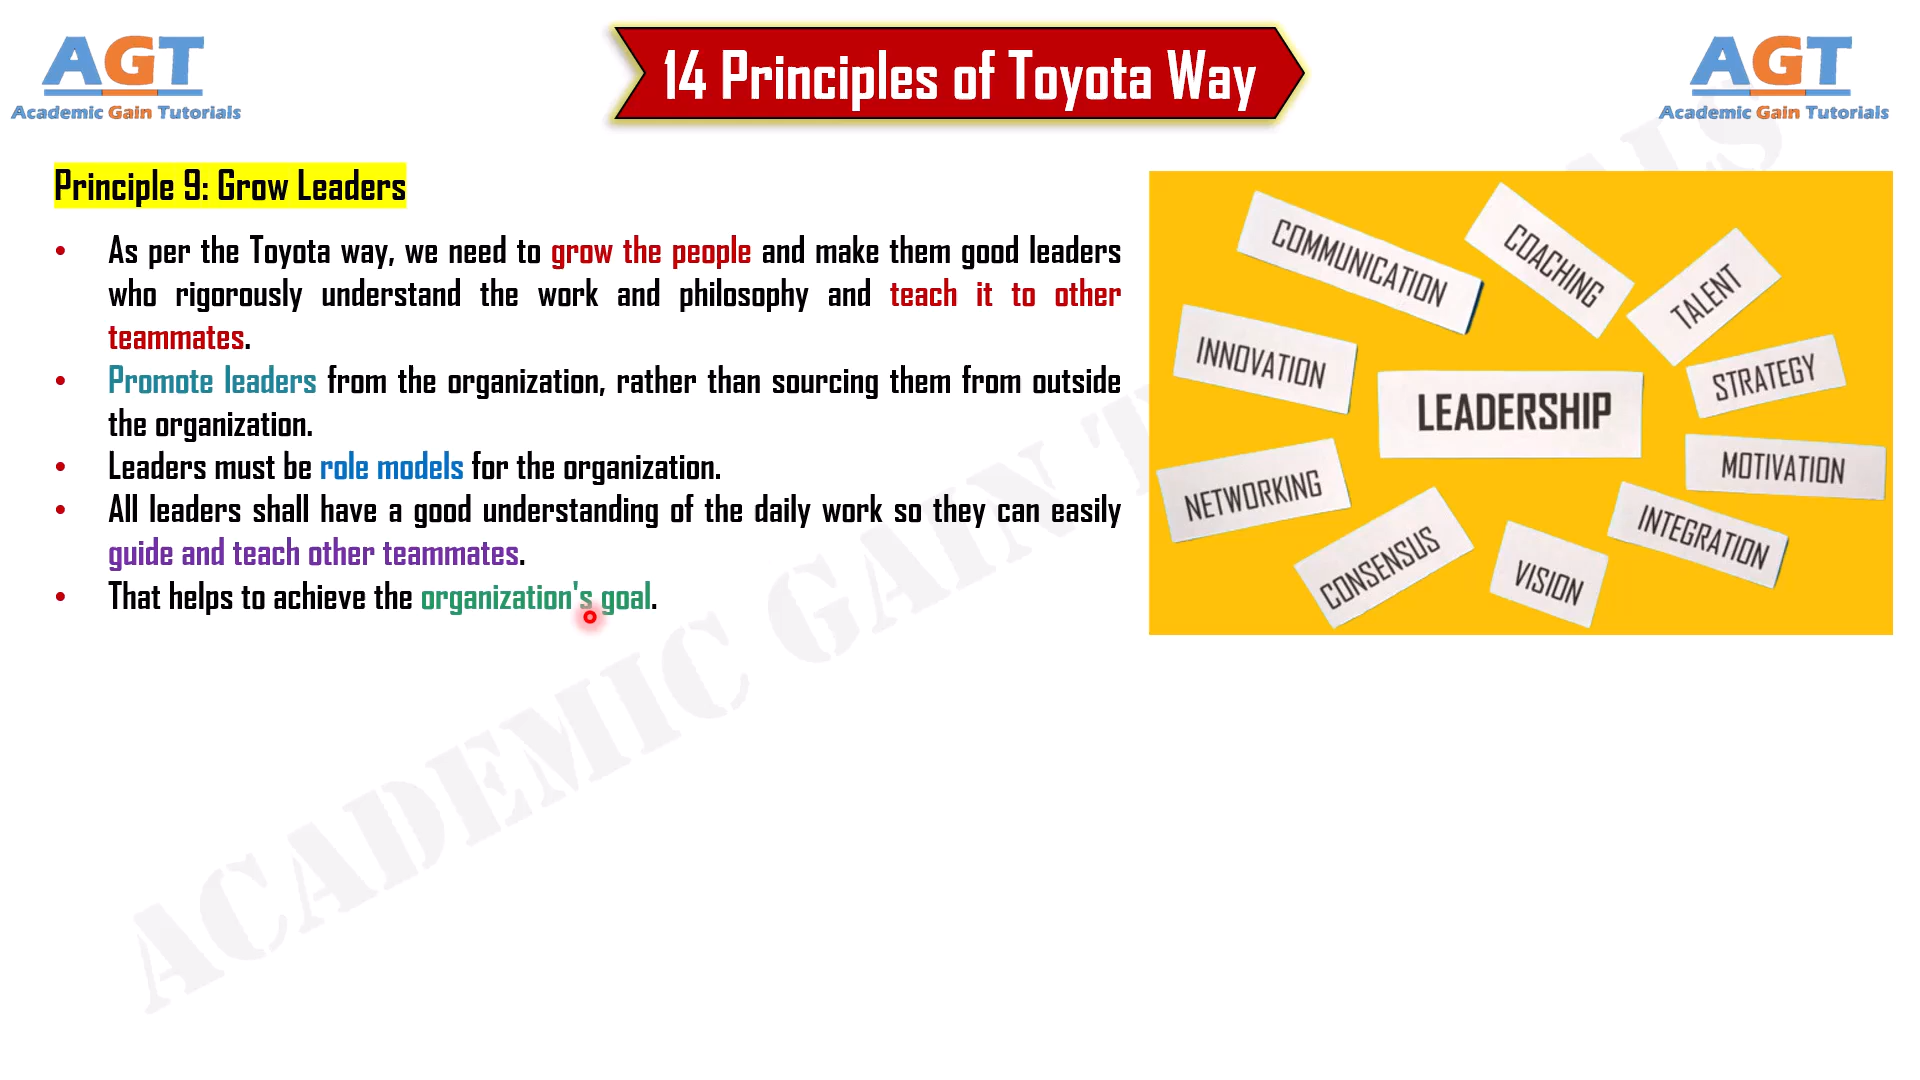 AGT
Academic Gain Tutorials
14 Principles of Toyota Way
AGT
Academic Gain Tutorials
Principle 9: Grow Leaders
• As per the Toyota way, we need to grow the people and make them good leaders
who rigorously understand the work and philosophy and teach it to other
teammates.
• Promote leaders from the organization, rather than sourcing them from outside
the organization.
• Leaders must be role models for the organization.
• All leaders shall have a good understanding of the daily work so they can easily
guide and teach other teammates.
• That helps to achieve the organization's goal.
COMMUNICATION
COACHING
TALENT
INNOVATION
STRATEGY
LEADERSHIP
NETWORKING
MOTIVATION
CONSENSUS
VISION
INTEGRATION
ACADEMIC GAIN T ALS